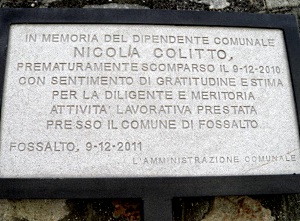 IN MEMORIA DEL DIPENDENTE COMUNALE
NICOLA COLITTO,
PREMATURAMENTE SCOMPARSO IL 9-12-2010
CON SENTIMENTO DI GRATITUDINE E STIMA
PER LA DILIGENTE E MERITORIA
ATTIVITA' LAVORATIVA PRESTATA
PRESSO IL COMUNE DI FOSSALTO
FOSSALTO, 9-12-2011
L'AMMINISTRAZIONE COMUNALE